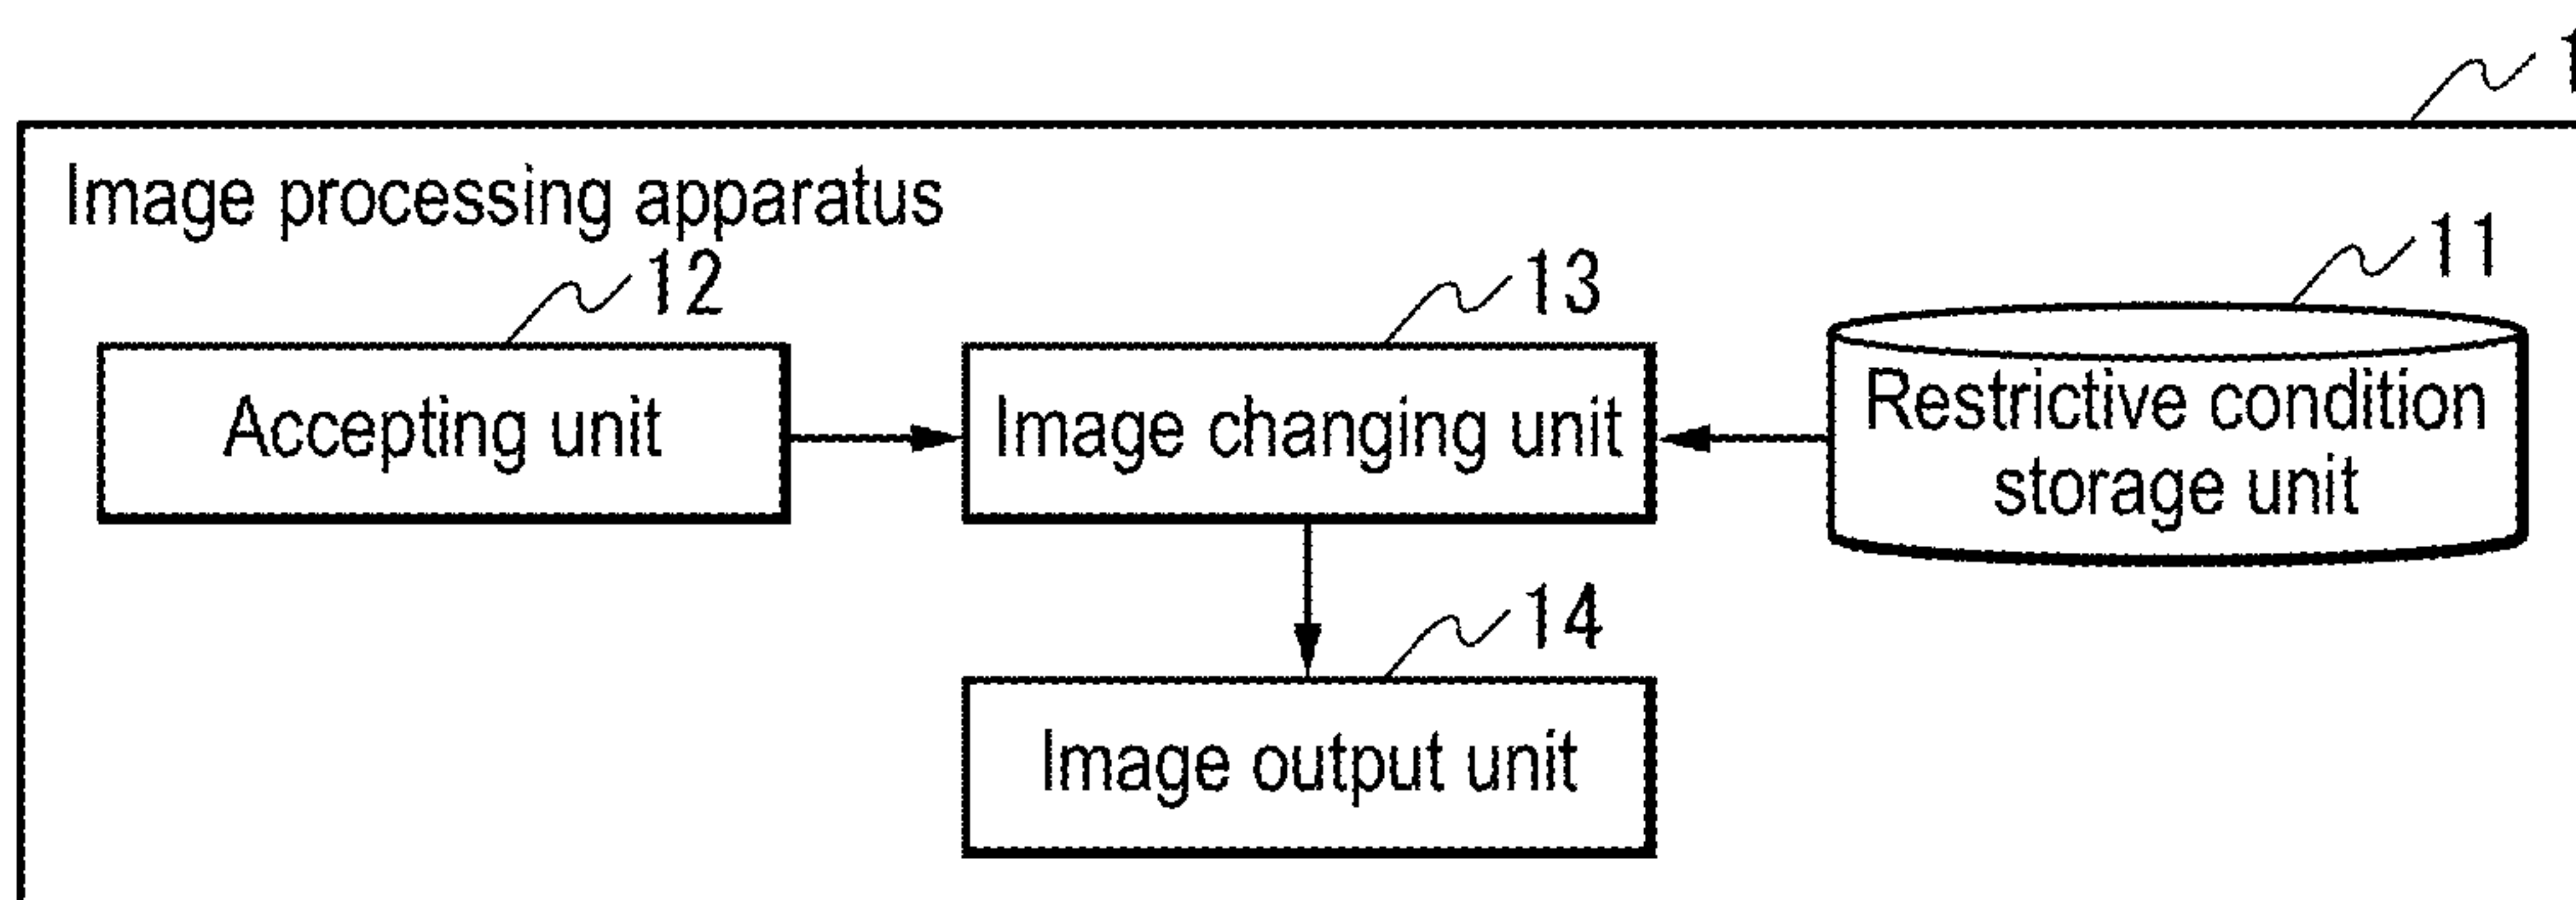 1
Image processing apparatus
12
13
11
Accepting unit
Image changing unit
Restrictive condition
storage unit
14
Image output unit